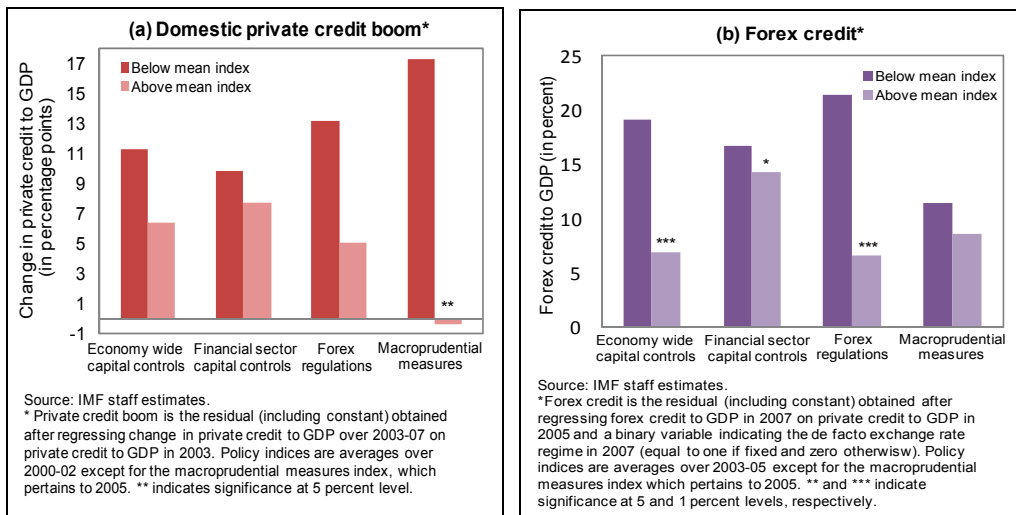 (a) Domestic private credit boom*
Change in private credit to GDP
(in percentage points)
17
15
13
11
9
7
5
3
1
-1
Below mean index
Above mean index
**
Economy wide
capital controls
Financial sector
capital controls
Forex
regulations
Macroprudential
measures
Source: IMF staff estimates.
* Private credit boom is the residual (including constant) obtained
after regressing change in private credit to GDP over 2003-07 on
private credit to GDP in 2003. Policy indices are averages over
2000-02 except for the macroprudential measures index, which
pertains to 2005. ** indicates significance at 5 percent level.
(b) Forex credit*
Forex credit to GDP (in percent)
25
20
15
10
5
0
Below mean index
Above mean index
***
*
***
Economy wide
capital controls
Financial sector
capital controls
Forex
regulations
Macroprudential
measures
Source: IMF staff estimates.
*Forex credit is the residual (including constant) obtained after
regressing forex credit to GDP in 2007 on private credit to GDP in
2005 and a binary variable indicating the de facto exchange rate
regime in 2007 (equal to one if fixed and zero otherwisw). Policy
indices are averages over 2003-05 except for the macroprudential
measures index which pertains to 2005. ** and *** indicate
significance at 5 and 1 percent levels, respectively.